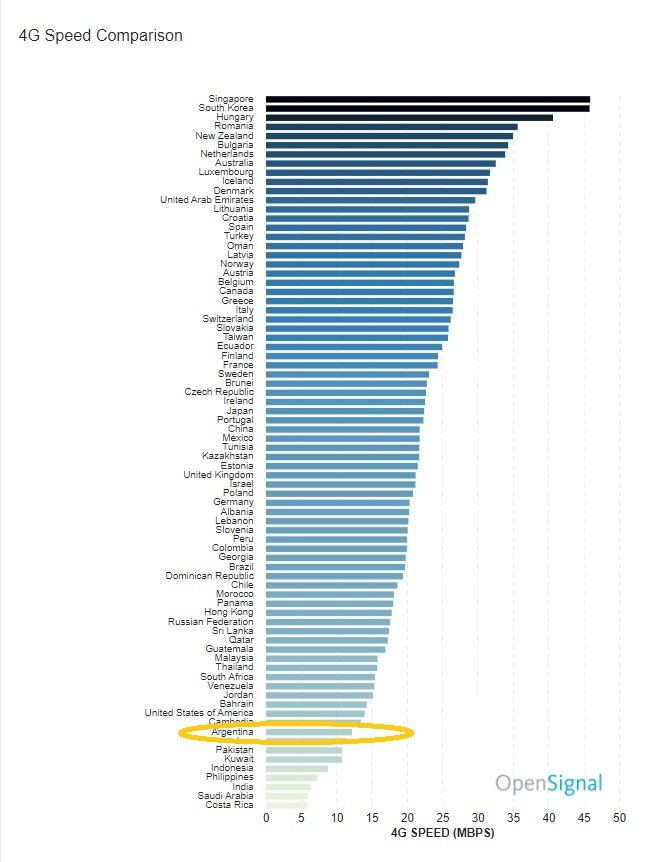 4G Speed Comparison
Singapore
South Korea
Hungary
Romania
New Zealand
Bulgaria
Netherlands
Australia
Luxembourg
Iceland
Denmark
United Arab Emirates
Lithuania
Croatia
Spain
Turkey
Oman
Latvia
Norway
Austria
Belgium
Canada
Greece
Italy
Switzerland
Slovakia
Taiwan
Ecuador
Finland
France
Sweden
Brunei
Czech Republic
Ireland
Japan
Portugal
China
Mexico
Tunisia
Kazakhstan
Estonia
United Kingdom
Israel
Poland
Germany
Albania
Lebanon
Slovenia
Peru
Colombia
Georgia
Brazil
Dominican Republic
Chile
Morocco
Panama
Hong Kong
Russian Federation
Sri Lanka
Qatar
Guatemala
Malaysia
Thailand
South Africa
Venezuela
Jordan
Bahrain
United States of America
Cambodia
Argentina
Pakistan
Kuwait
Indonesia
Philippines
India
Saudi Arabia
Costa Rica
OpenSignal
0 5 10 15 20 25 30 35 40 45 50
4G SPEED (MBPS)